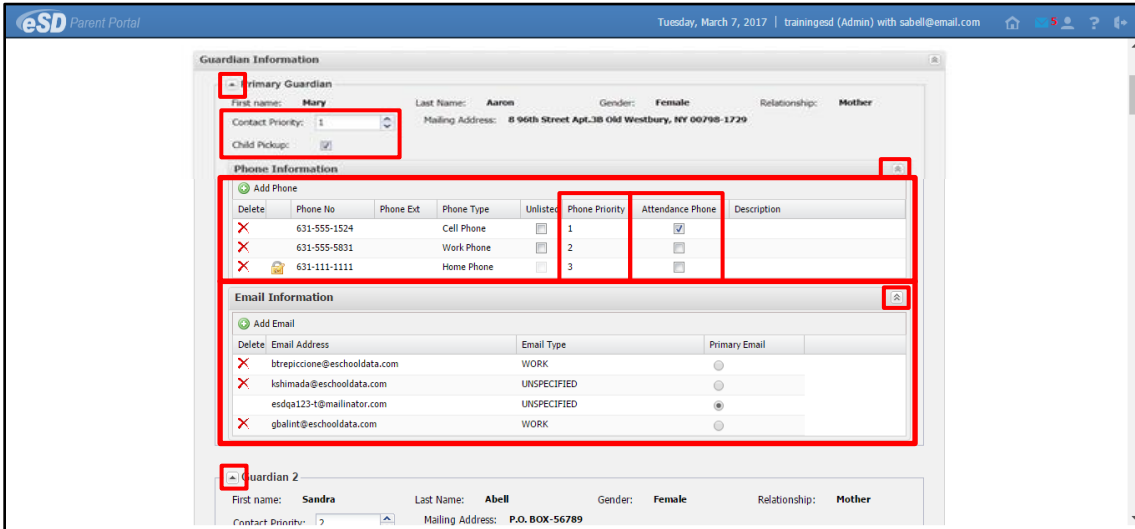 eSD Parent Portal Tuesday, March 7, 2017 | trainingesd (Admin) with sabell@email.com 5 ?
Guardian Information
Primary Guardian
First name: Mary Last Name: Aaron Gender: Female Relationship: Mother
Contact Priority: 1 Mailing Address: 8 96th Street Apt.3B Old Westbury, NY 00798-1729
Child Pickup:
Phone Information
Add Phone
Delete Phone No Phone Ext Phone Type Unlisted Phone Priority Attendance Phone Description
631-555-1524 Cell Phone 1
631-555-5831 Work Phone 2
631-111-1111 Home Phone 3
Email Information
Add Email
Delete Email Address Email Type Primary Email
btrepiccione@eschooldata.com WORK
kshimada@eschooldata.com UNSPECIFIED
esdqa123-t@mailinator.com UNSPECIFIED
gbalint@eschooldata.com WORK
Guardian 2
First name: Sandra Last Name: Abell Gender: Female Relationship: Mother
Contact Priority: 2 Mailing Address: P.O. BOX-56789